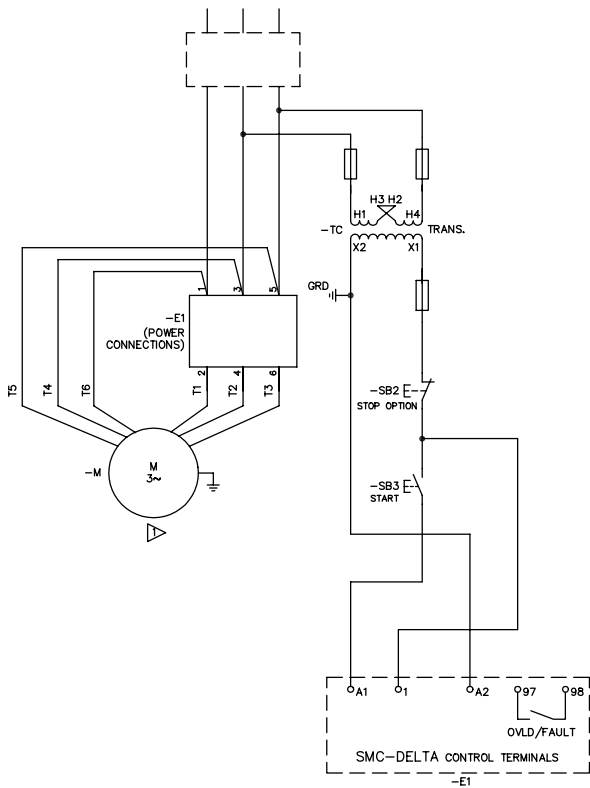 H3 H2
H1 H4
-TC TRANS.
X2 X1
GRD
1 3 5
-E1
(POWER
CONNECTIONS)
2 4 6
T5 T4 T6 T1 T2 T3
-SB2
STOP OPTION
-M
M
3~
1
-SB3
START
A1 1 A2 97 98
OVLD/FAULT
SMC-DELTA CONTROL TERMINALS
-E1